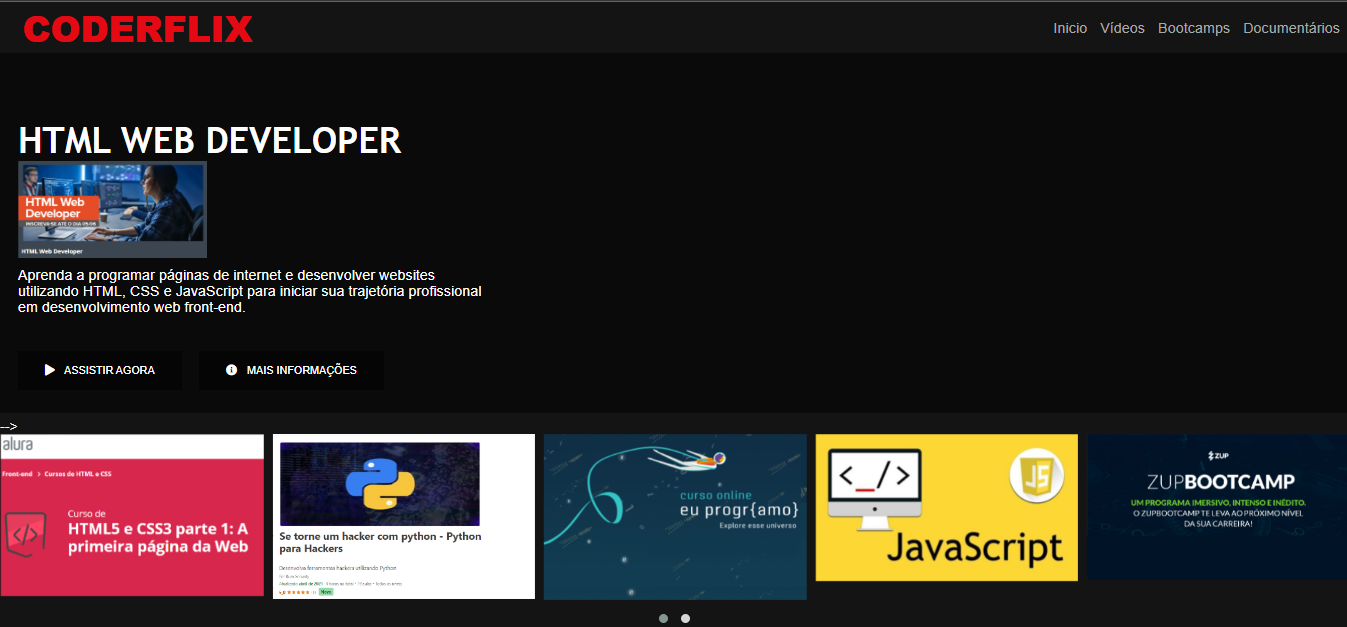 CODERFLIX
Inicio Vídeos Bootcamps Documentários
HTML WEB DEVELOPER
HTML Web
Developer
INSCREVA-SE ATÉ O DIA
HTML Web Developer
Aprenda a programar páginas de internet e desenvolver websites
utilizando HTML, CSS e JavaScript para iniciar sua trajetória profissional
em desenvolvimento web front-end.
ASSISTIR AGORA
MAIS INFORMAÇÕES
-->
alura
Front-end > Cursos de HTML e CSS
Curso de
HTML5 e CSS3 parte 1: A
primeira página da Web
Se torne um hacker com python - Python
para Hackers
Desenvolva ferramentas hackers utilizando Python
Novo
curso online
eu progr{amo}
Explore esse universo
<_/>
JS
JavaScript
ZUP
ZUPBOOTCAMP
UM PROGRAMA IMERSIVO, INTENSO E INÉDITO.
O ZUPBOOTCAMP TE LEVA AO PRÓXIMO NÍVEL
DA SUA CARREIRA!